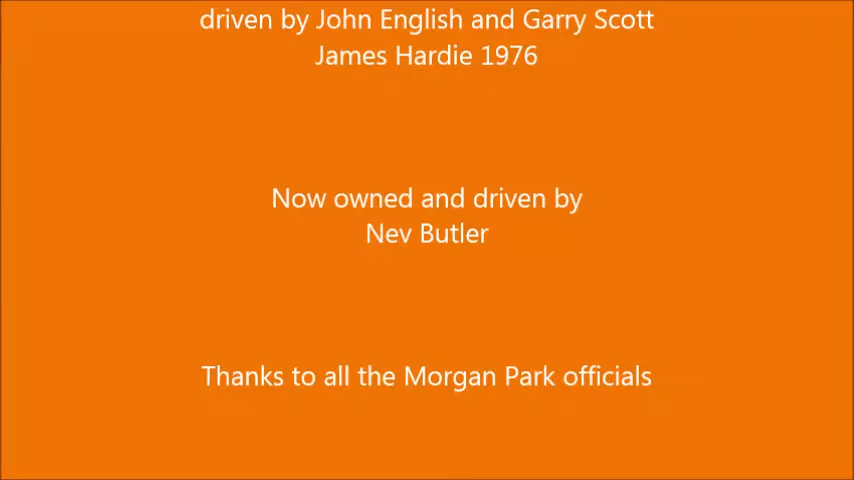 driven by John English and Garry Scott
James Hardie 1976
Now owned and driven by
Nev Butler
Thanks to all the Morgan Park officials